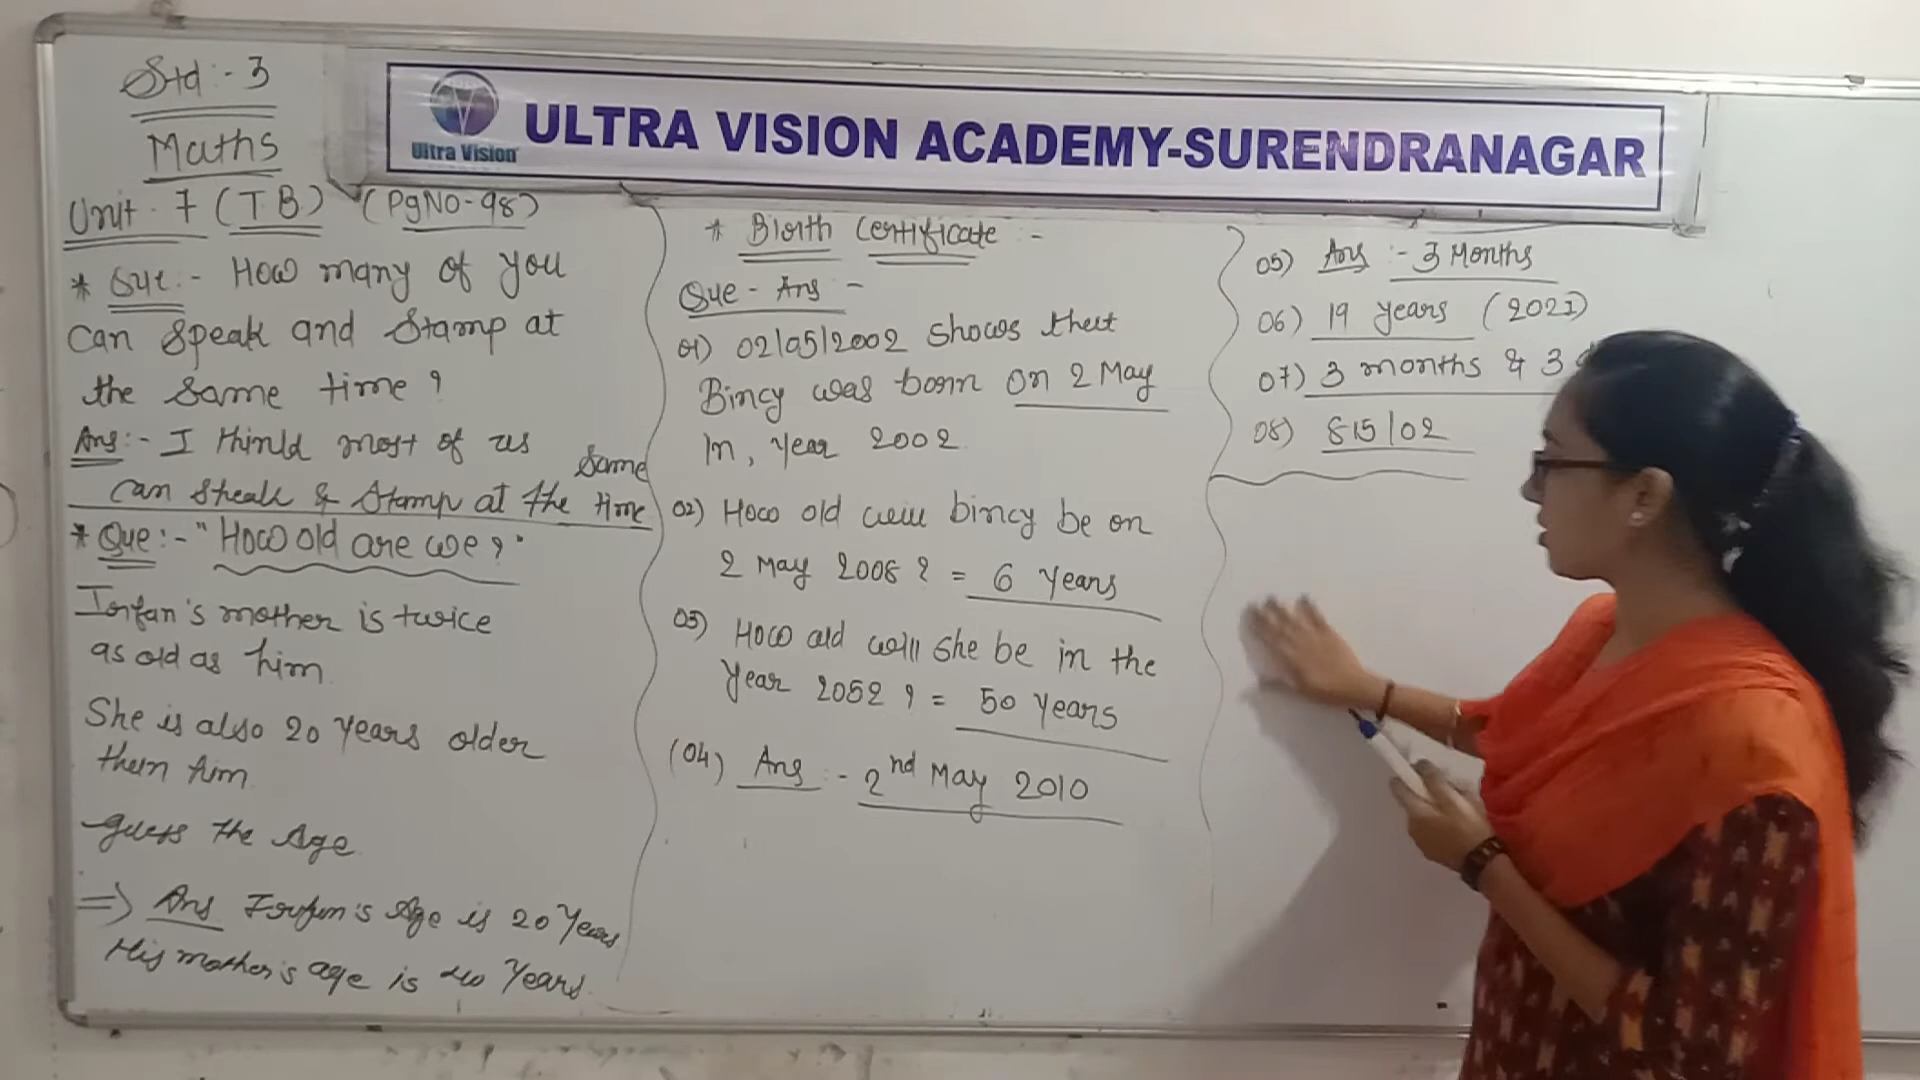 Std :- 3
Maths
Unit - 7 (T.B.) (Pg No - 98)
* Que :- How many of you
can speak and stamp at
the same time ?
Ans :- I think most of us
can speak & stamp at the same time
* Que :- "How old are we ?"
Irfan's mother is twice
as old as him
She is also 20 years older
then him.
guess the Age
=> Ans Irfan's Age is 20 Years
His mother's age is 40 Years.
Ultra Vision
ULTRA VISION ACADEMY-SURENDRANAGAR
* Birth Certificate :-
Que - Ans -
01) 02/05/2002 shows that
Bincy was born on 2 May
In, year 2002
02) How old will bincy be on
2 May 2008 ? = 6 Years
03) How old will she be in the
Year 2052 ? = 50 years
(04) Ans :- 2nd May 2010
05) Ans :- 3 Months
06) 19 years (2021)
07) 3 months & 3
08) 8/5/02